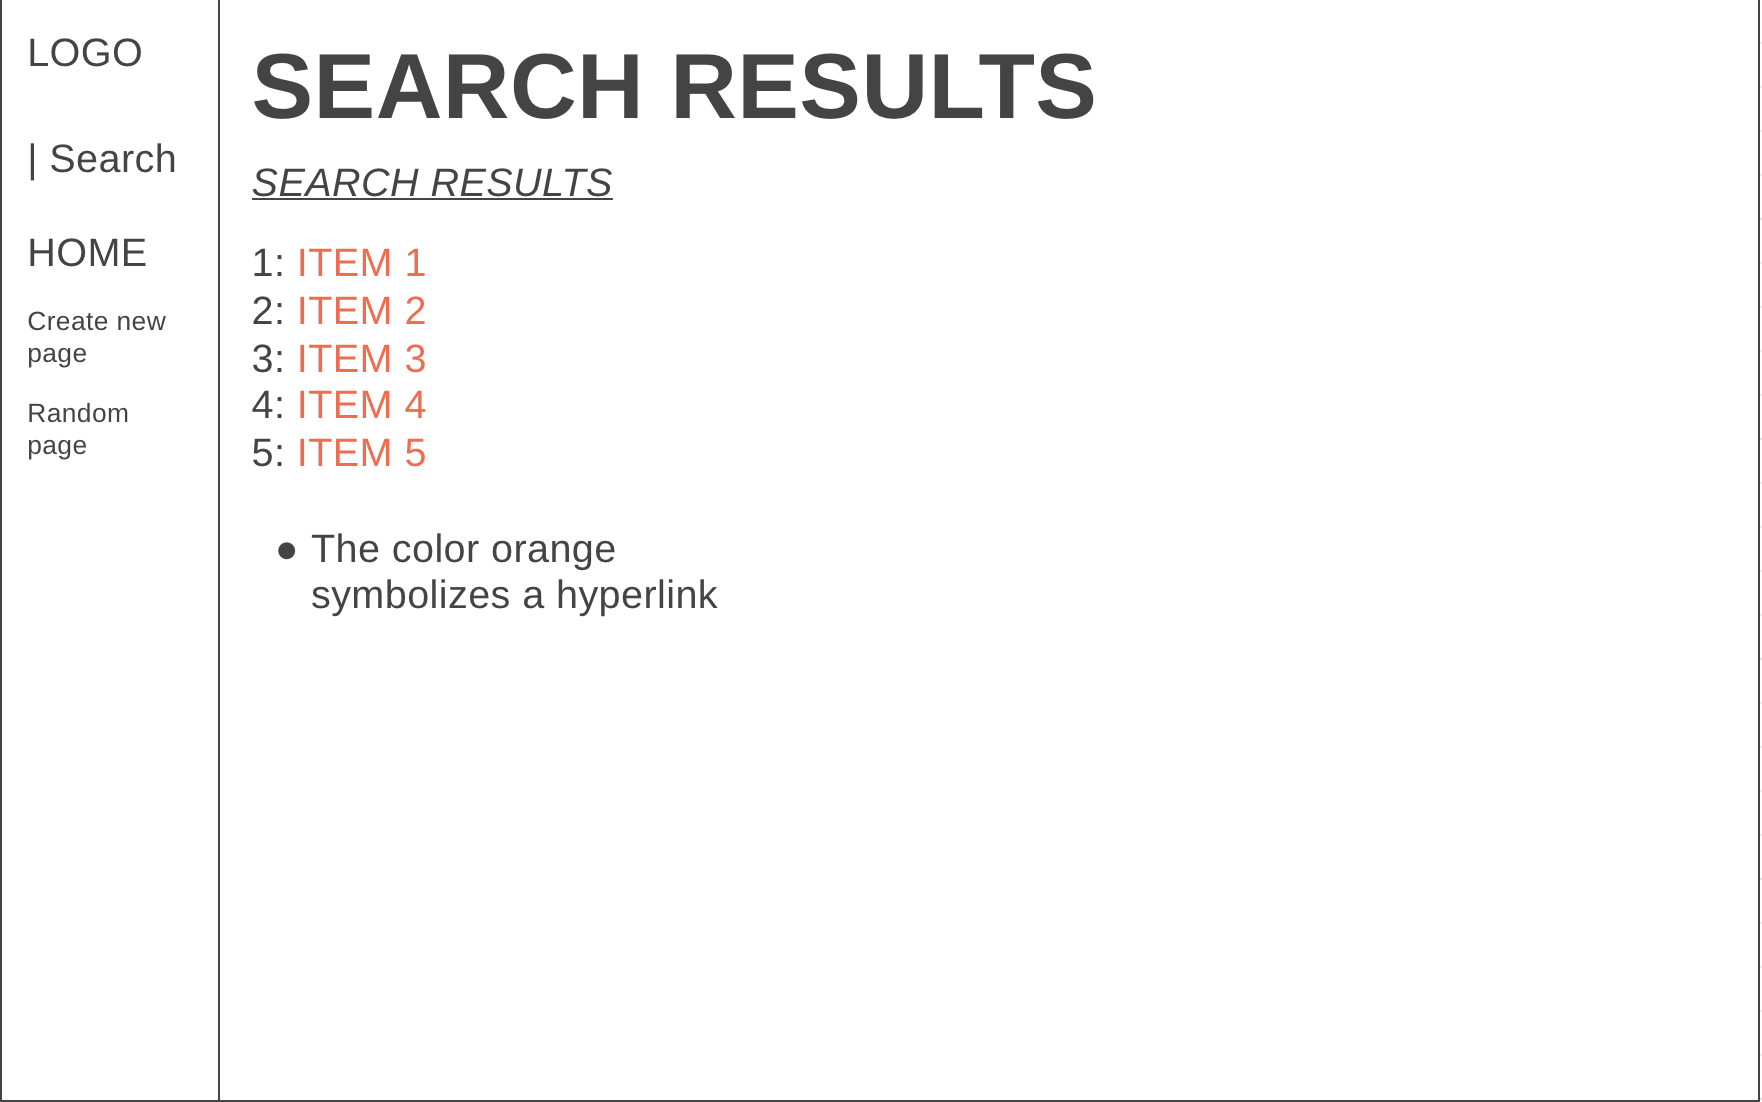 LOGO
| Search
HOME
Create new
page
Random
page
SEARCH RESULTS
SEARCH RESULTS
1: ITEM 1
2: ITEM 2
3: ITEM 3
4: ITEM 4
5: ITEM 5
● The color orange
symbolizes a hyperlink